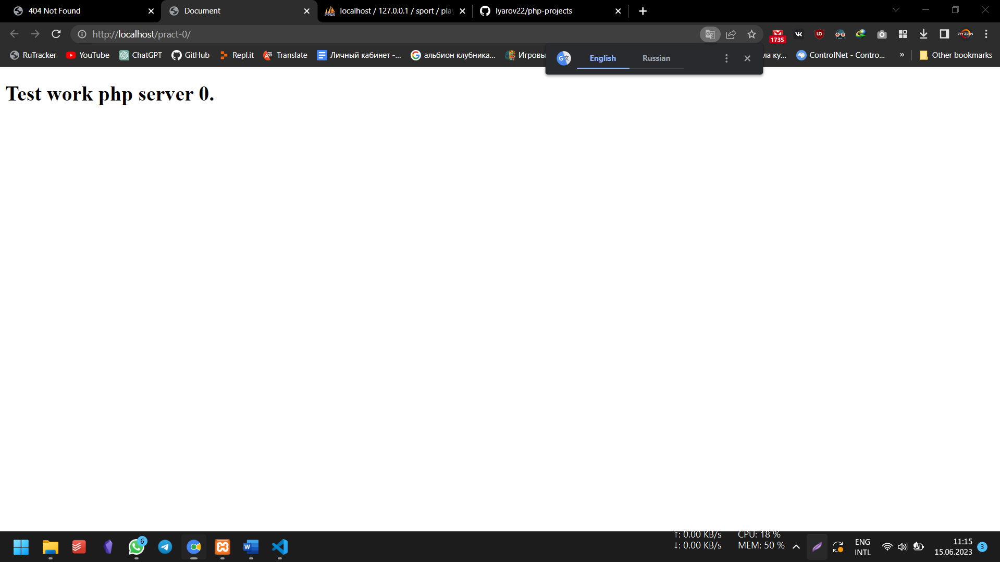 404 Not Found
Document
localhost / 127.0.0.1 / sport / pla
lyarov22/php-projects
http://localhost/pract-0/
1735
RYZEN
RuTracker
YouTube
ChatGPT
GitHub
Repl.it
Translate
Личный кабинет -...
альбион клубника...
Игровы
ла ку...
ControlNet - Contro...
»
Other bookmarks
English
Russian
Test work php server 0.
6
↑: 0.00 KB/s
CPU: 18 %
↓: 0.00 KB/s
MEM: 50 %
ENG
INTL
11:15
15.06.2023
3